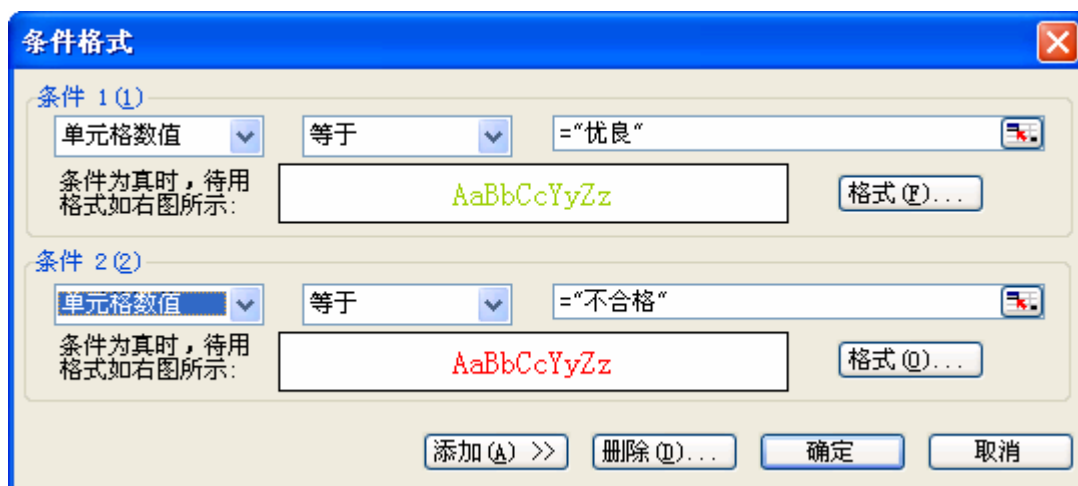 条件格式
条件 1(1)
单元格数值 等于 ="优良"
条件为真时，待用
格式如右图所示:
AaBbCcYyZz
格式(F)...
条件 2(2)
单元格数值 等于 ="不合格"
条件为真时，待用
格式如右图所示:
AaBbCcYyZz
格式(O)...
添加(A) >> 删除(D)... 确定 取消